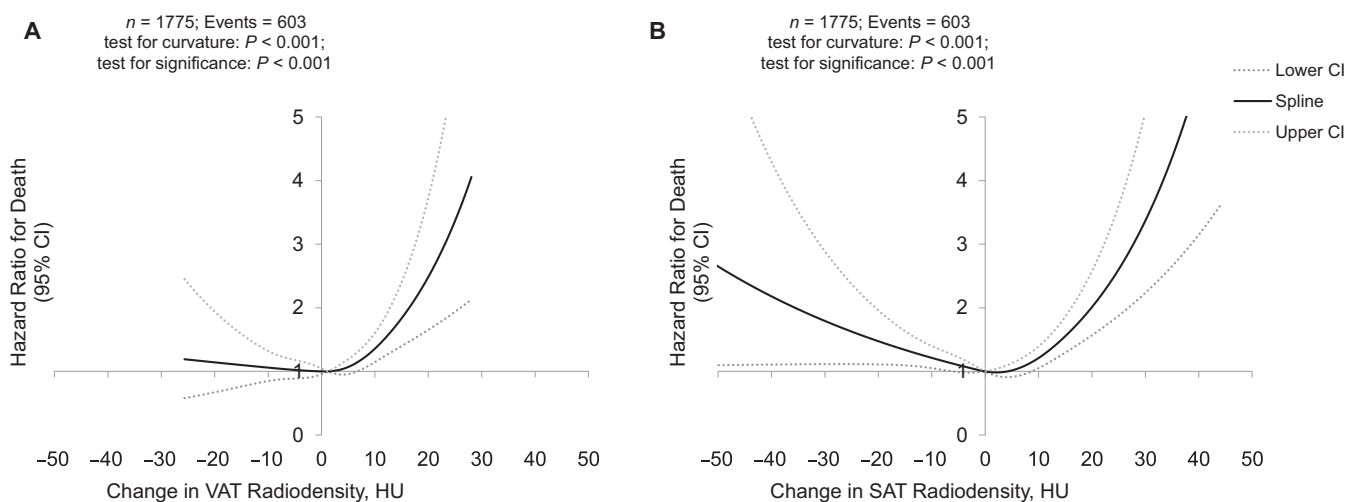 A
n = 1775; Events = 603
test for curvature: P < 0.001;
test for significance: P < 0.001
Hazard Ratio for Death
(95% CI)
5
4
3
2
1
0
–50 –40 –30 –20 –10 0 10 20 30 40 50
Change in VAT Radiodensity, HU
B
n = 1775; Events = 603
test for curvature: P < 0.001;
test for significance: P < 0.001
Hazard Ratio for Death
(95% CI)
5
4
3
2
1
0
–50 –40 –30 –20 –10 0 10 20 30 40 50
Change in SAT Radiodensity, HU
Lower CI
Spline
Upper CI